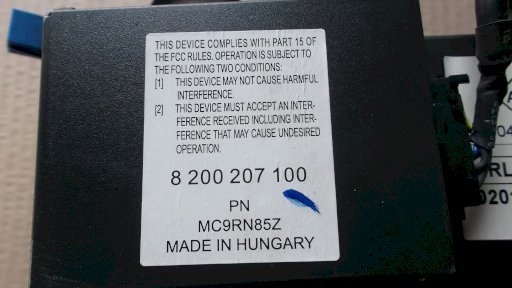 THIS DEVICE COMPLIES WITH PART 15 OF
THE FCC RULES. OPERATION IS SUBJECT TO
THE FOLLOWING TWO CONDITIONS:
[1] THIS DEVICE MAY NOT CAUSE HARMFUL
INTERFERENCE.
[2] THIS DEVICE MUST ACCEPT AN INTER-
FERENCE RECEIVED INCLUDING INTER-
FERENCE THAT MAY CAUSE UNDESIRED
OPERATION.
8 200 207 100
PN
MC9RN85Z
MADE IN HUNGARY